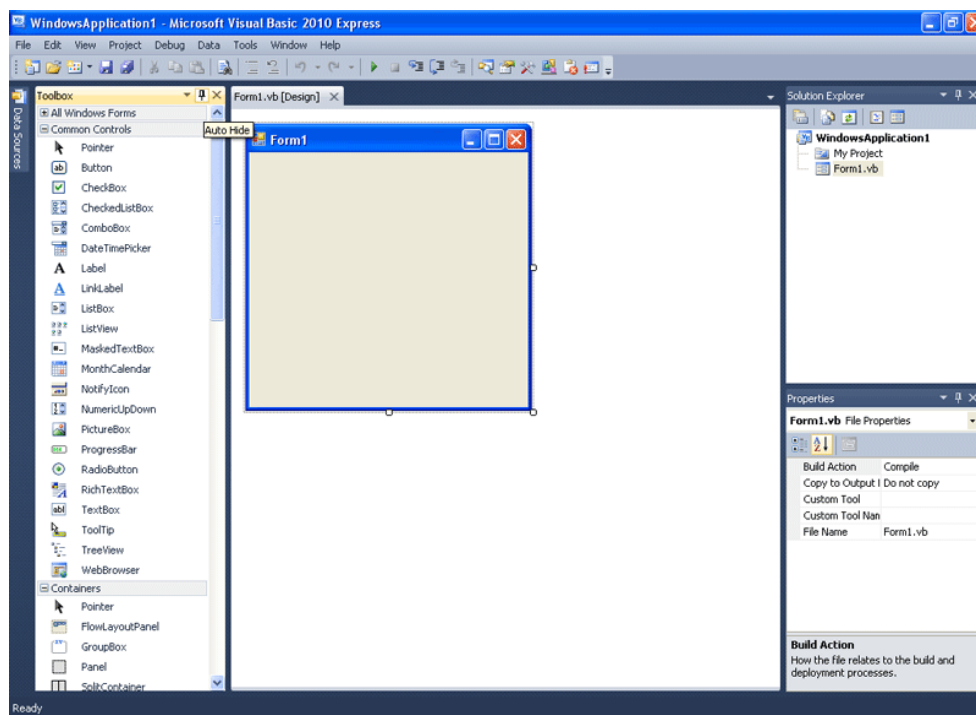 WindowsApplication1 - Microsoft Visual Basic 2010 Express
File Edit View Project Debug Data Tools Window Help
Data Sources
Toolbox
All Windows Forms
Common Controls
Auto Hide
Pointer
Button
CheckBox
CheckedListBox
ComboBox
DateTimePicker
Label
LinkLabel
ListBox
ListView
MaskedTextBox
MonthCalendar
NotifyIcon
NumericUpDown
PictureBox
ProgressBar
RadioButton
RichTextBox
TextBox
ToolTip
TreeView
WebBrowser
Containers
Pointer
FlowLayoutPanel
GroupBox
Panel
SplitContainer
Form1.vb [Design]
Form1
Solution Explorer
WindowsApplication1
My Project
Form1.vb
Properties
Form1.vb File Properties
Build Action Compile
Copy to Output Do not copy
Custom Tool
Custom Tool Nan
File Name Form1.vb
Build Action
How the file relates to the build and
deployment processes.
Ready